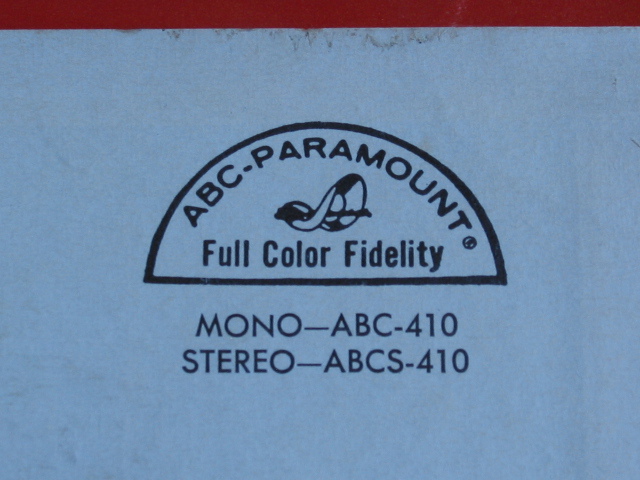 ABC-PARAMOUNT®
Full Color Fidelity
MONO—ABC-410
STEREO—ABCS-410